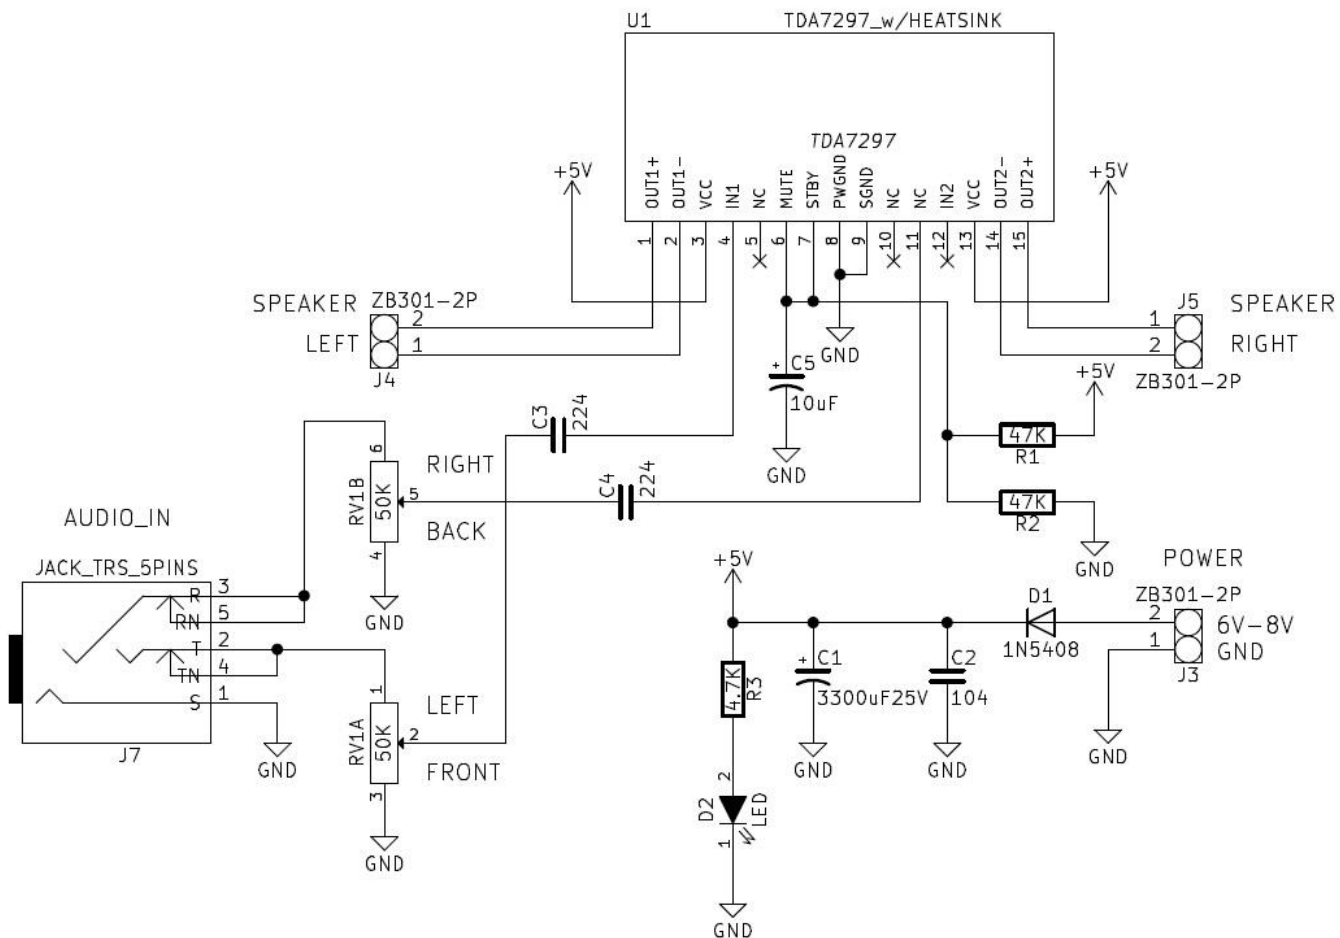 U1 TDA7297_w/HEATSINK
TDA7297
+5V
+5V
OUT1+
OUT1-
VCC
IN1
NC
MUTE
STBY
PWGND
SGND
NC
NC
IN2
VCC
OUT2-
OUT2+
1
2
3
4
5
6
7
8
9
10
11
12
13
14
15
SPEAKER
LEFT
ZB301-2P
2
1
J4
J5
1
2
SPEAKER
RIGHT
ZB301-2P
GND
+
C5
10uF
GND
+5V
47K
R1
47K
R2
GND
C3
224
C4
224
6
RV1B
50K
5
4
RIGHT
BACK
GND
AUDIO_IN
JACK_TRS_5PINS
R 3
RN 5
T 2
TN 4
S 1
J7
GND
1
RV1A
50K
2
3
LEFT
FRONT
GND
+5V
4.7K
R3
+
C1
3300uF25V
GND
C2
104
GND
D1
1N5408
POWER
ZB301-2P
2
1
6V-8V
GND
J3
GND
2
D2
LED
1
GND